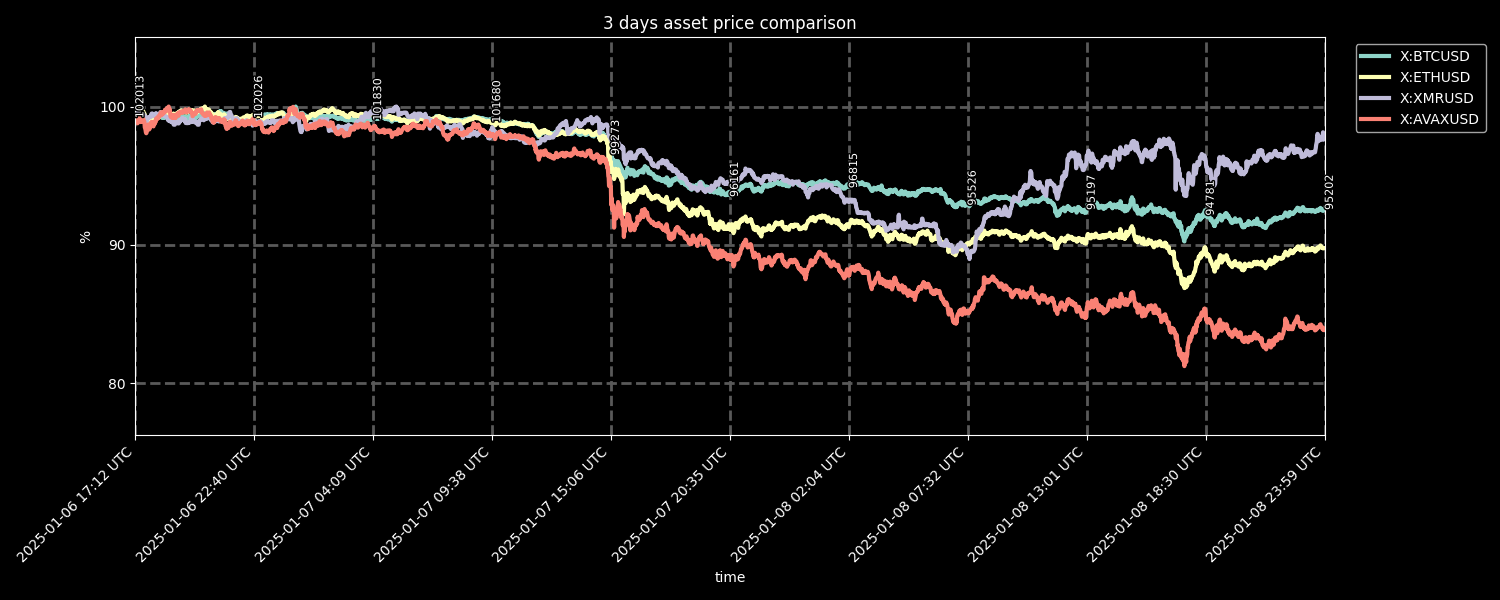 3 days asset price comparison
X:BTCUSD
X:ETHUSD
X:XMRUSD
X:AVAXUSD
100
90
80
%
102013
102026
101830
101680
99273
96161
96815
95526
95197
94781
95202
2025-01-06 17:12 UTC
2025-01-06 22:40 UTC
2025-01-07 04:09 UTC
2025-01-07 09:38 UTC
2025-01-07 15:06 UTC
2025-01-07 20:35 UTC
2025-01-08 02:04 UTC
2025-01-08 07:32 UTC
2025-01-08 13:01 UTC
2025-01-08 18:30 UTC
2025-01-08 23:59 UTC
time